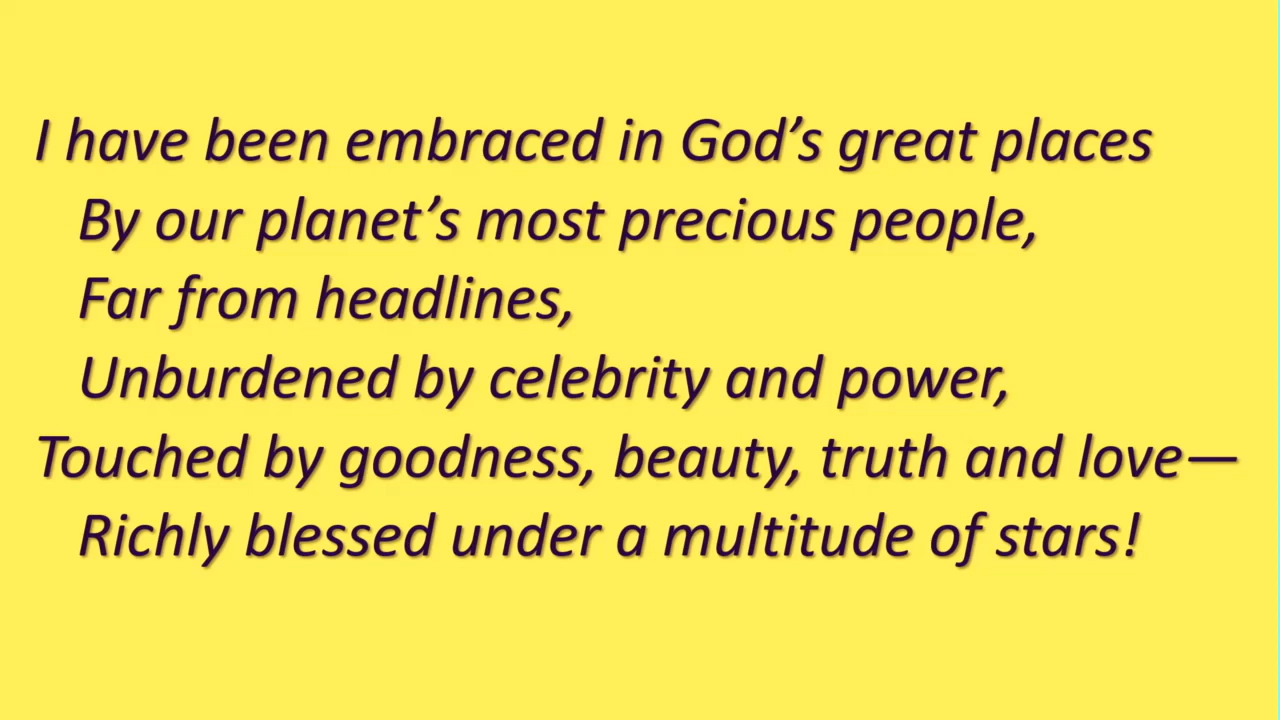 I have been embraced in God’s great places
By our planet’s most precious people,
Far from headlines,
Unburdened by celebrity and power,
Touched by goodness, beauty, truth and love—
Richly blessed under a multitude of stars!